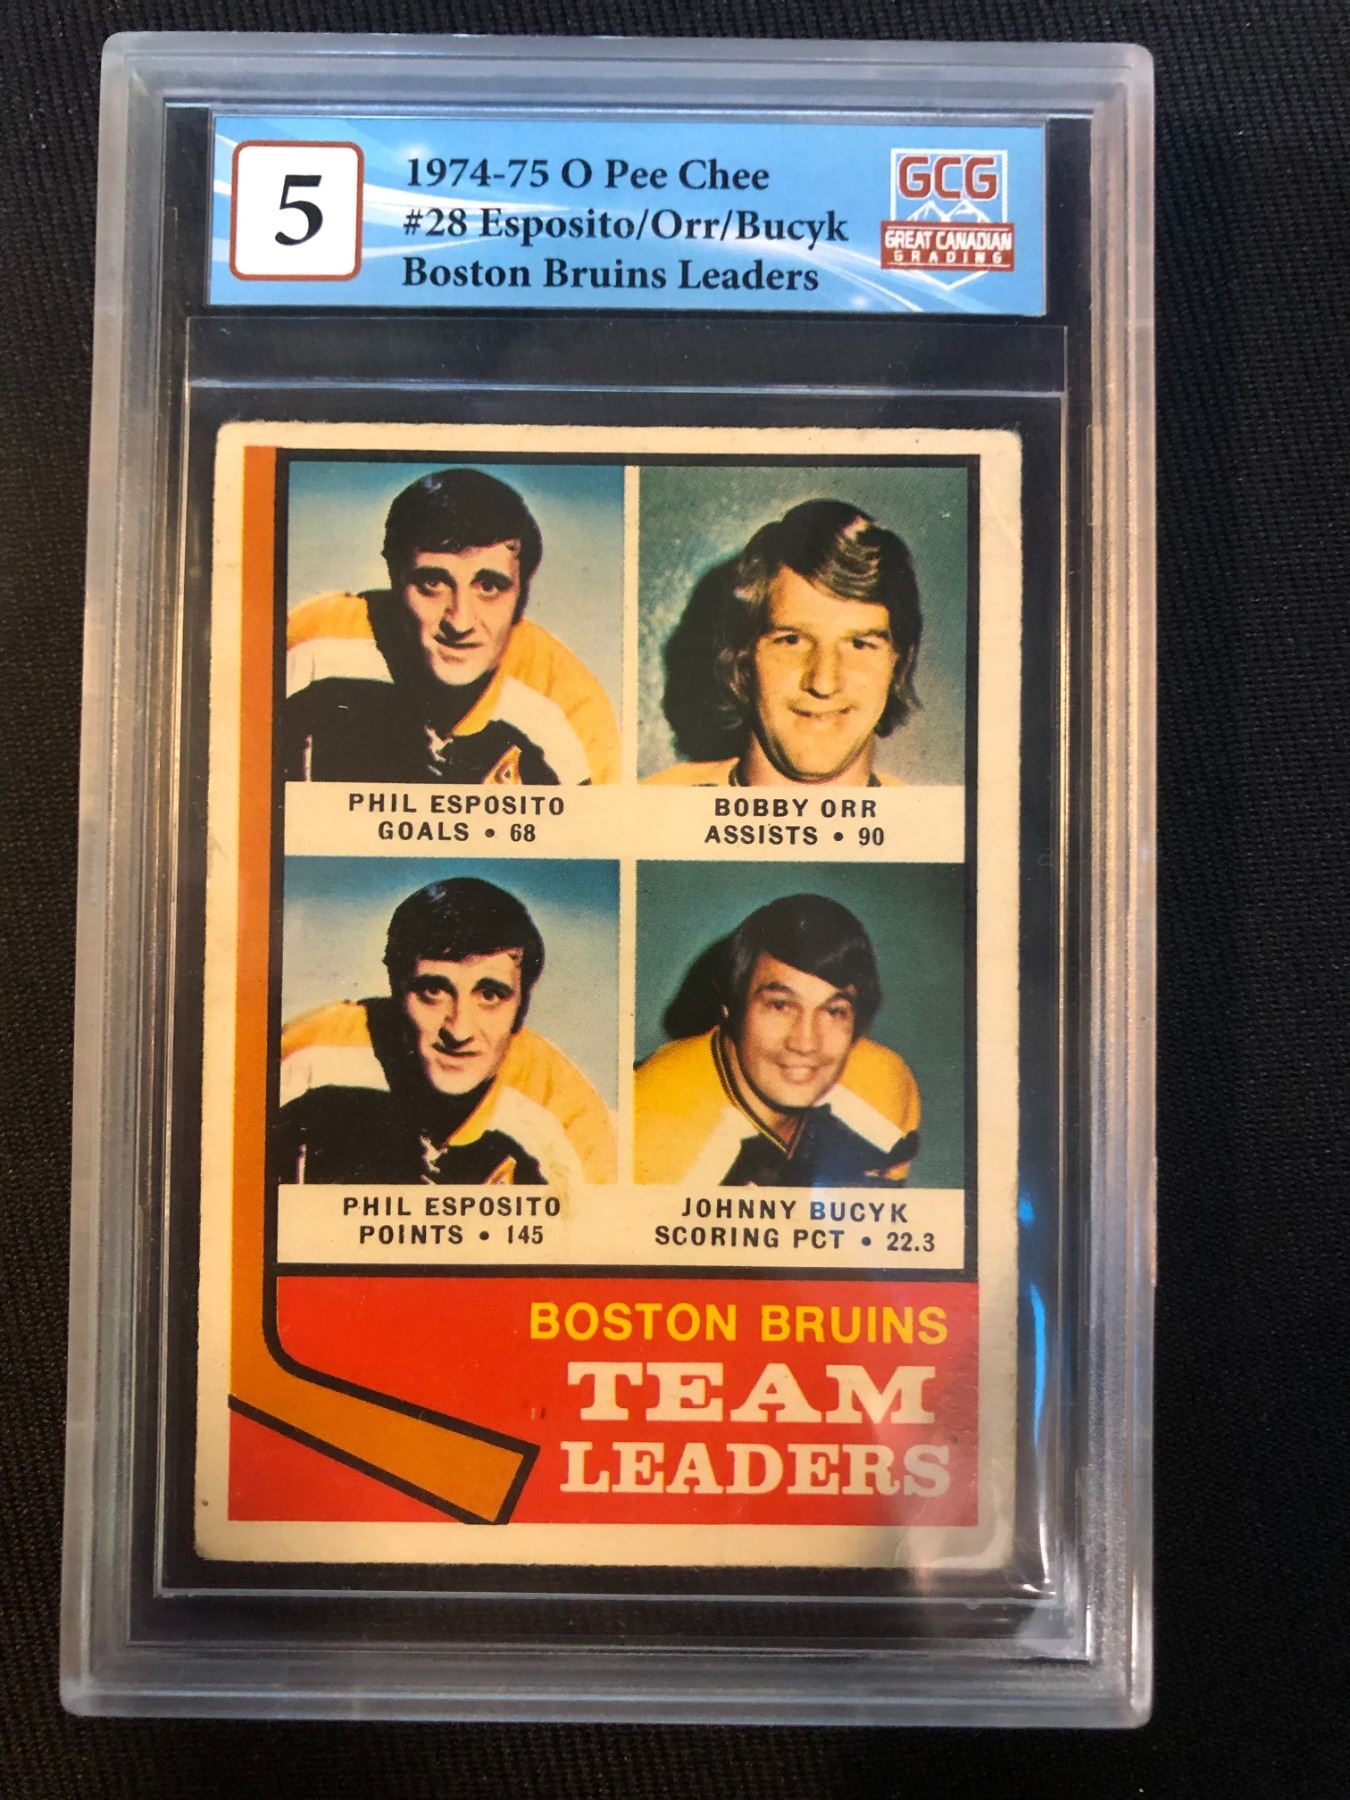 5
1974-75 O Pee Chee
#28 Esposito/Orr/Bucyk
Boston Bruins Leaders
GCG
GREAT CANADIAN
GRADING
PHIL ESPOSITO
GOALS • 68
BOBBY ORR
ASSISTS • 90
PHIL ESPOSITO
POINTS • 145
JOHNNY BUCYK
SCORING PCT • 22.3
BOSTON BRUINS
TEAM
LEADERS